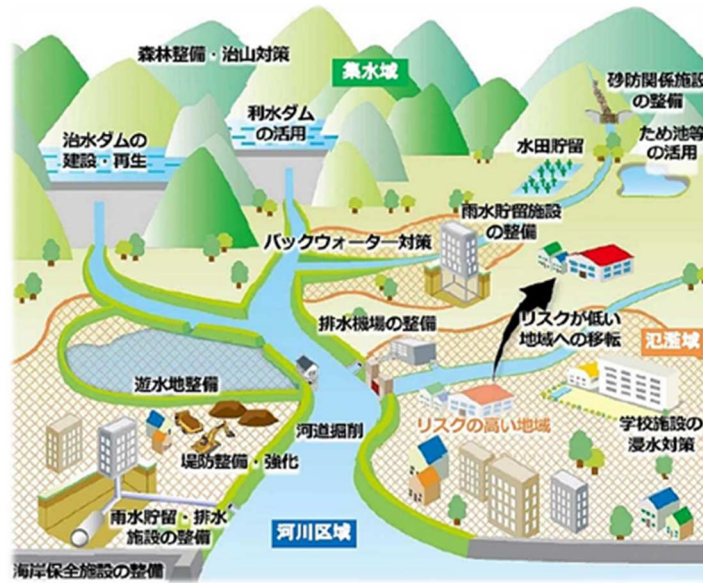 森林整備・治山対策
集水域
砂防関係施設
の整備
治水ダムの
建設・再生
利水ダム
の活用
水田貯留
ため池等
の活用
バックウォーター対策
雨水貯留施設
の整備
排水機場の整備
リスクが低い
地域への移転
氾濫域
遊水地整備
リスクの高い地域
学校施設の
浸水対策
河道掘削
堤防整備・強化
雨水貯留・排水
施設の整備
河川区域
海岸保全施設の整備